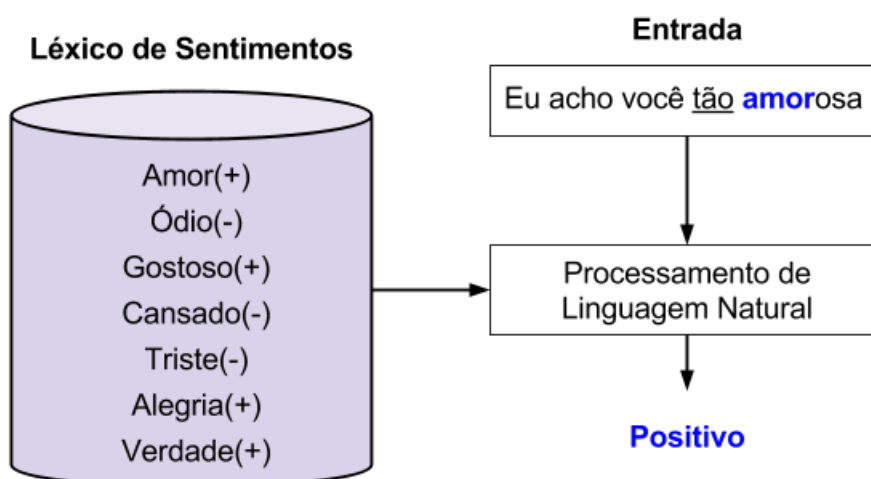 Léxico de Sentimentos
Amor(+)
Ódio(-)
Gostoso(+)
Cansado(-)
Triste(-)
Alegria(+)
Verdade(+)
Entrada
Eu acho você tão amorosa
Processamento de
Linguagem Natural
Positivo